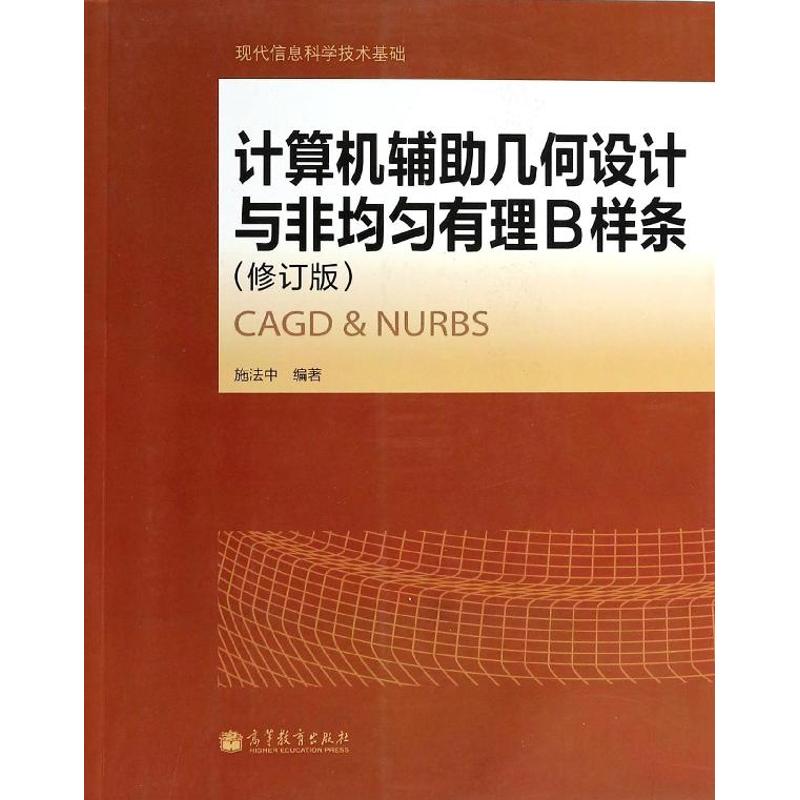 现代信息科学技术基础
计算机辅助几何设计
与非均匀有理B样条
(修订版)
CAGD & NURBS
施法中 编著
高等教育出版社
HIGHER EDUCATION PRESS